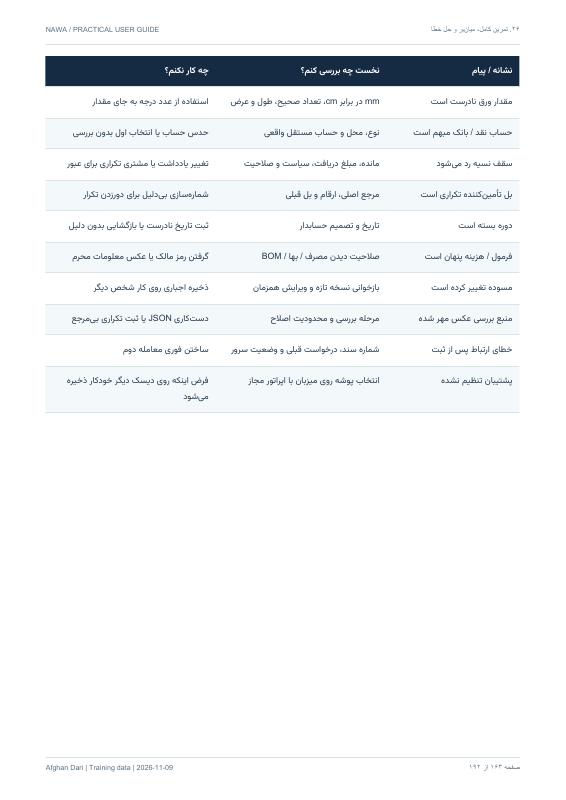 ۲۶. تمرین کامل، میان‌بر و حل خطا
NAWA / PRACTICAL USER GUIDE
نشانه / پیام نخست چه بررسی کنم؟ چه کار نکنم؟
مقدار ورق نادرست است mm در برابر cm، تعداد صحیح، طول و عرض استفاده از عدد درجه به جای مقدار
حساب نقد / بانک مبهم است نوع، محل و حساب مستقل واقعی حدس حساب یا انتخاب اول بدون بررسی
سقف نسیه رد می‌شود مانده، مبلغ دریافت، سیاست و صلاحیت تغییر یادداشت یا مشتری تکراری برای عبور
بل تأمین‌کننده تکراری است مرجع اصلی، ارقام و بل قبلی شماره‌سازی بی‌دلیل برای دورزدن تکرار
دوره بسته است تاریخ و تصمیم حسابدار ثبت تاریخ نادرست یا بازگشایی بدون دلیل
فرمول / هزینه پنهان است صلاحیت دیدن مصرف / بها / BOM گرفتن رمز مالک یا عکس معلومات محرم
مسوده تغییر کرده است بازخوانی نسخه تازه و ویرایش همزمان ذخیره اجباری روی کار شخص دیگر
منبع بررسی عکس مهر شده مرحله بررسی و محدودیت اصلاح دست‌کاری JSON یا ثبت تکراری بی‌مرجع
خطای ارتباط پس از ثبت شماره سند، درخواست قبلی و وضعیت سرور ساختن فوری معامله دوم
پشتیبان تنظیم نشده انتخاب پوشه روی میزبان با اپراتور مجاز فرض اینکه روی دیسک دیگر خودکار ذخیره
می‌شود
صفحه ۱۶۳ از ۱۹۲
Afghan Dari | Training data | 2026-11-09